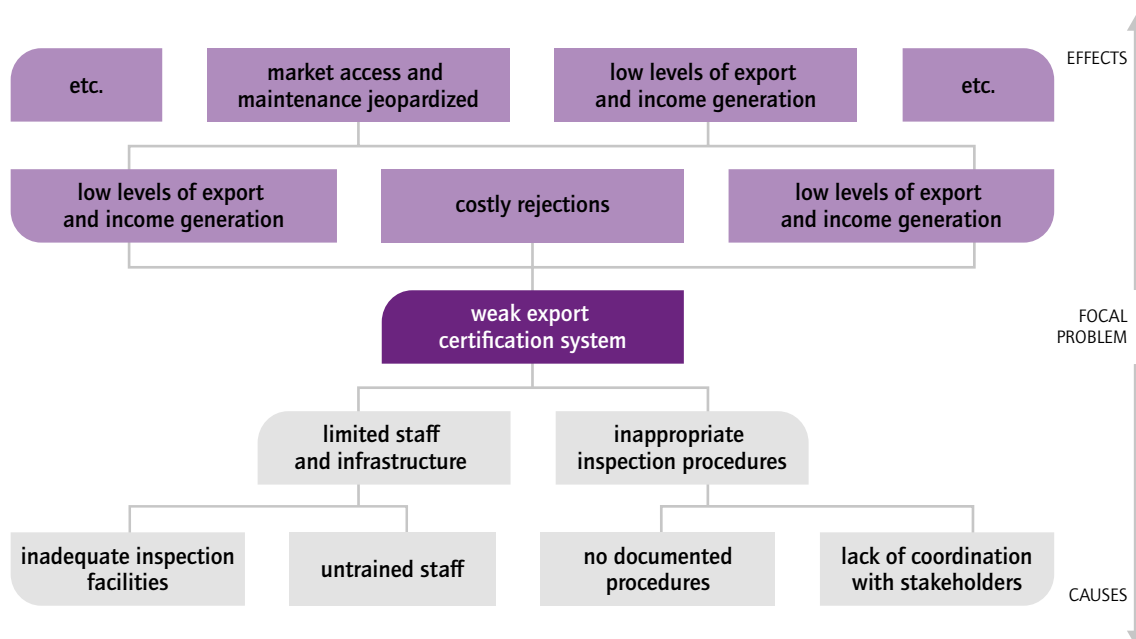 EFFECTS
etc.
market access and
maintenance jeopardized
low levels of export
and income generation
etc.
low levels of export
and income generation
costly rejections
low levels of export
and income generation
weak export
certification system
FOCAL
PROBLEM
limited staff
and infrastructure
inappropriate
inspection procedures
inadequate inspection
facilities
untrained staff
no documented
procedures
lack of coordination
with stakeholders
CAUSES